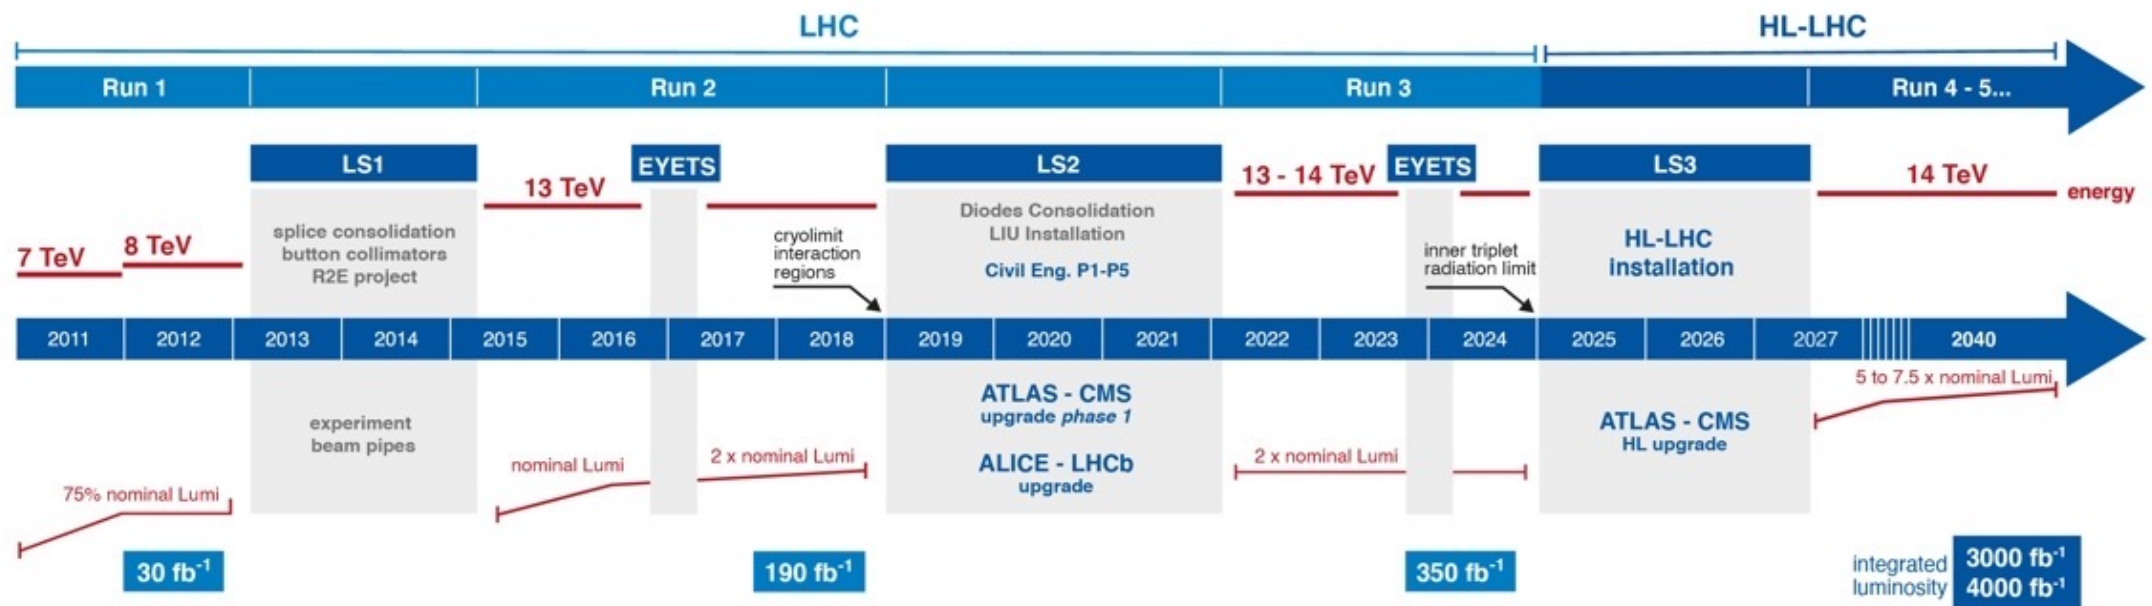 LHC
HL-LHC
Run 1
Run 2
Run 3
Run 4 - 5...
LS1
EYETS
LS2
EYETS
LS3
7 TeV
8 TeV
13 TeV
13 - 14 TeV
14 TeV
energy
splice consolidation
button collimators
R2E project
cryolimit
interaction
regions
Diodes Consolidation
LIU Installation
Civil Eng. P1-P5
inner triplet
radiation limit
HL-LHC
installation
2011
2012
2013
2014
2015
2016
2017
2018
2019
2020
2021
2022
2023
2024
2025
2026
2027
2040
75% nominal Lumi
experiment
beam pipes
nominal Lumi
2 x nominal Lumi
ATLAS - CMS
upgrade phase 1
ALICE - LHCb
upgrade
2 x nominal Lumi
ATLAS - CMS
HL upgrade
5 to 7.5 x nominal Lumi
30 fb⁻¹
190 fb⁻¹
350 fb⁻¹
integrated
luminosity
3000 fb⁻¹
4000 fb⁻¹